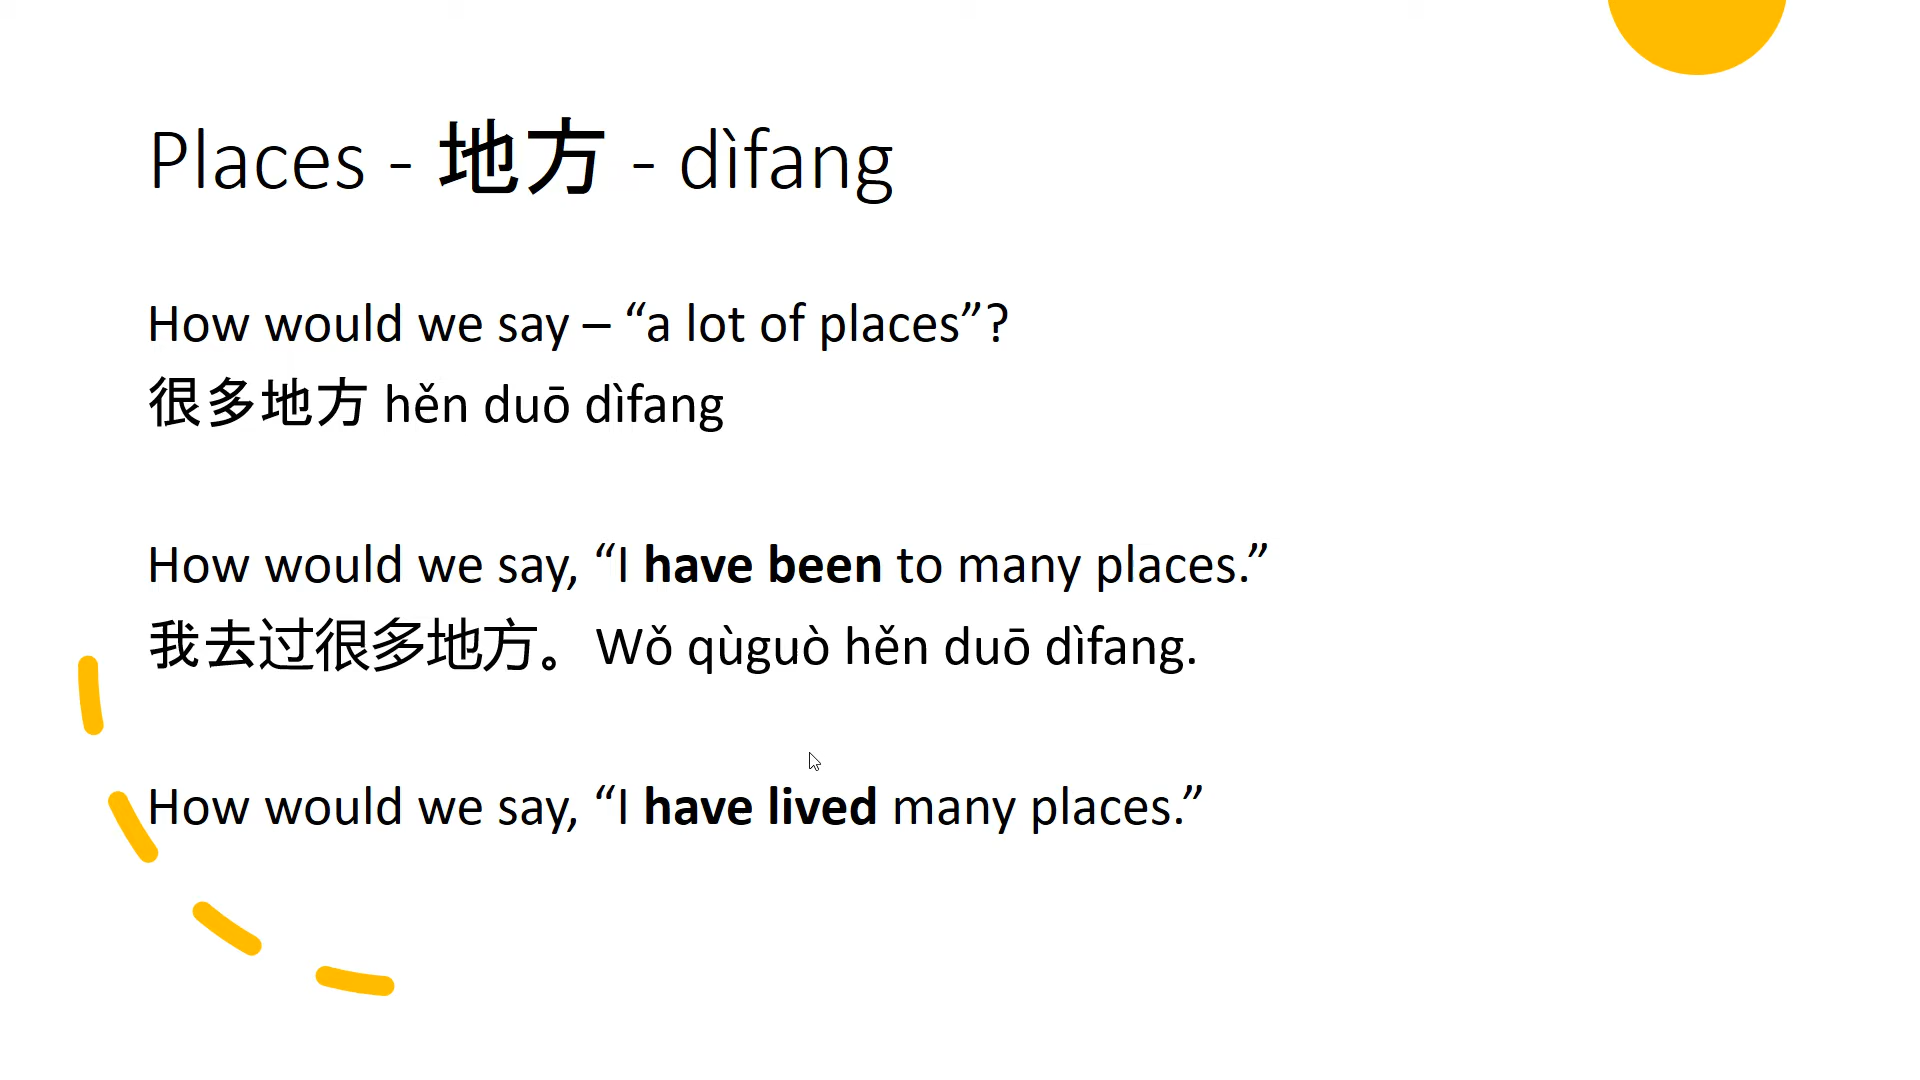 Places - 地方 - dìfang
How would we say – “a lot of places”?
很多地方 hěn duō dìfang
How would we say, “I have been to many places.”
我去过很多地方。 Wǒ qùguò hěn duō dìfang.
How would we say, “I have lived many places.”